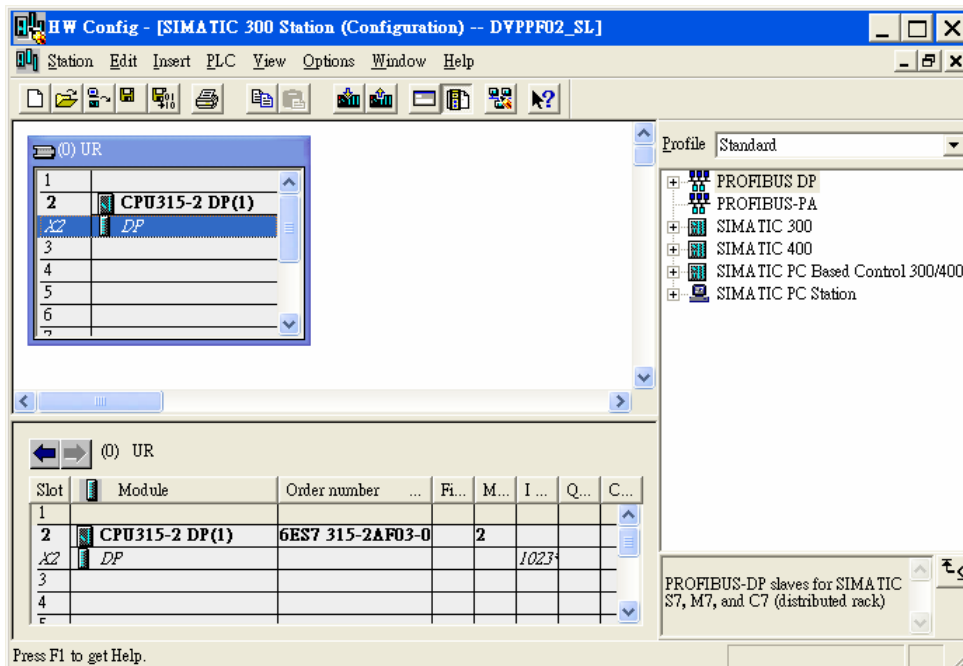 HW Config - [SIMATIC 300 Station (Configuration) -- DVPPF02_SL]
Station Edit Insert PLC View Options Window Help
(0) UR
1
2 CPU315-2 DP(1)
X2 DP
3
4
5
6
Profile Standard
PROFIBUS DP
PROFIBUS-PA
SIMATIC 300
SIMATIC 400
SIMATIC PC Based Control 300/400
SIMATIC PC Station
(0) UR
Slot Module Order number ... Fi... M... I ... Q... C...
1
2 CPU315-2 DP(1) 6ES7 315-2AF03-0 2
X2 DP 1023*
3
4
PROFIBUS-DP slaves for SIMATIC
S7, M7, and C7 (distributed rack)
Press F1 to get Help.